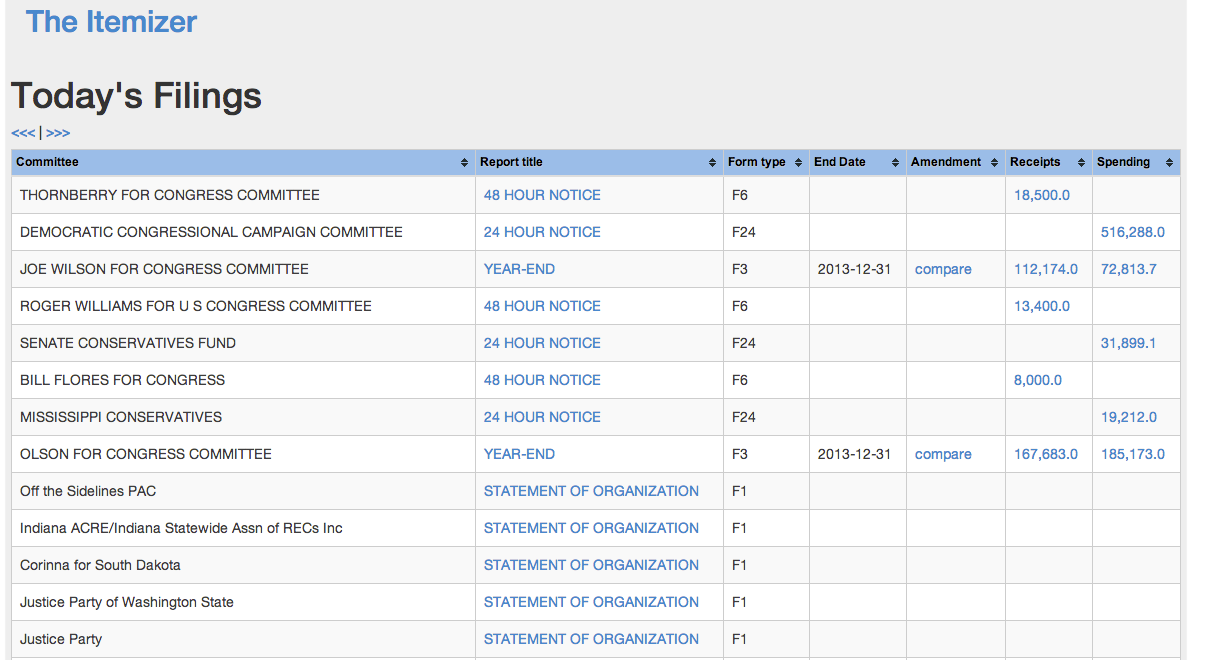 The Itemizer
Today's Filings
<<< | >>>
Committee Report title Form type End Date Amendment Receipts Spending
THORNBERRY FOR CONGRESS COMMITTEE 48 HOUR NOTICE F6 18,500.0
DEMOCRATIC CONGRESSIONAL CAMPAIGN COMMITTEE 24 HOUR NOTICE F24 516,288.0
JOE WILSON FOR CONGRESS COMMITTEE YEAR-END F3 2013-12-31 compare 112,174.0 72,813.7
ROGER WILLIAMS FOR U S CONGRESS COMMITTEE 48 HOUR NOTICE F6 13,400.0
SENATE CONSERVATIVES FUND 24 HOUR NOTICE F24 31,899.1
BILL FLORES FOR CONGRESS 48 HOUR NOTICE F6 8,000.0
MISSISSIPPI CONSERVATIVES 24 HOUR NOTICE F24 19,212.0
OLSON FOR CONGRESS COMMITTEE YEAR-END F3 2013-12-31 compare 167,683.0 185,173.0
Off the Sidelines PAC STATEMENT OF ORGANIZATION F1
Indiana ACRE/Indiana Statewide Assn of RECs Inc STATEMENT OF ORGANIZATION F1
Corinna for South Dakota STATEMENT OF ORGANIZATION F1
Justice Party of Washington State STATEMENT OF ORGANIZATION F1
Justice Party STATEMENT OF ORGANIZATION F1